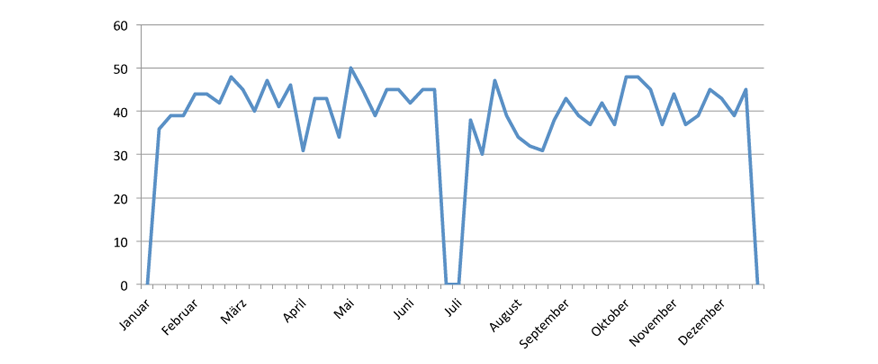 60
50
40
30
20
10
0
Januar
Februar
März
April
Mai
Juni
Juli
August
September
Oktober
November
Dezember